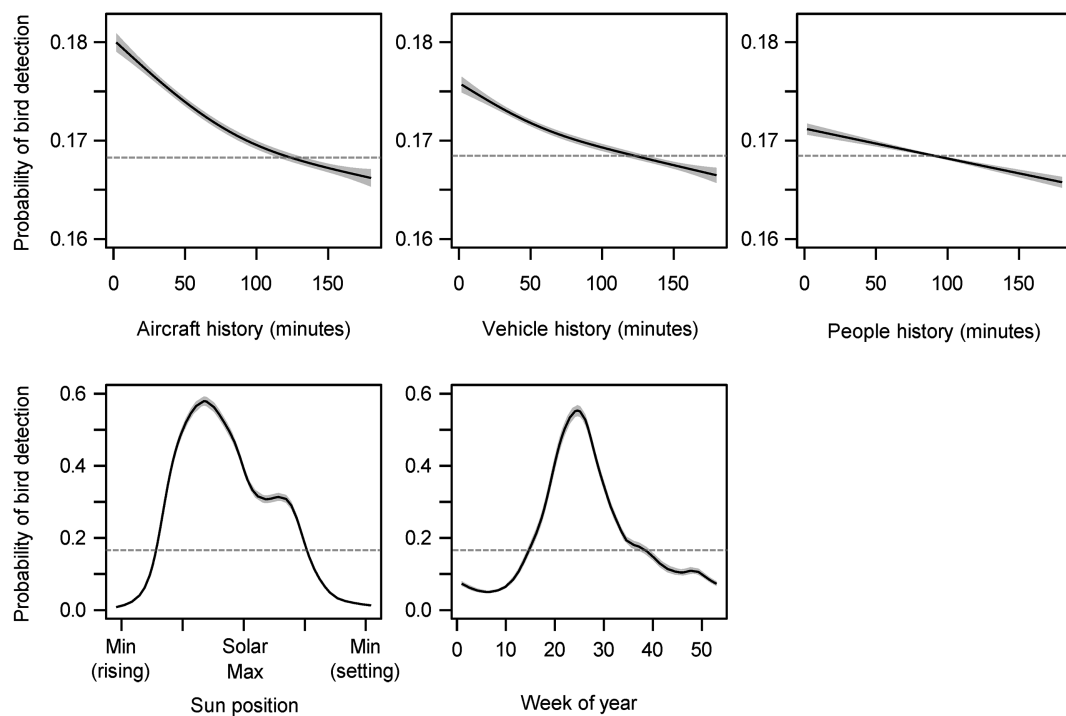 Probability of bird detection
0.18
0.17
0.16
0 50 100 150
Aircraft history (minutes)
0.18
0.17
0.16
0 50 100 150
Vehicle history (minutes)
0.18
0.17
0.16
0 50 100 150
People history (minutes)
Probability of bird detection
0.6
0.4
0.2
0.0
Min Solar Min
(rising) Max (setting)
Sun position
0.6
0.4
0.2
0.0
0 10 20 30 40 50
Week of year